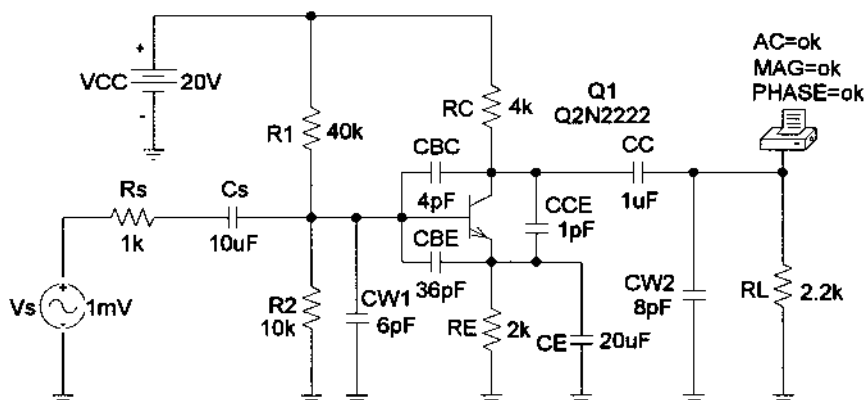 AC=ok
MAG=ok
PHASE=ok
+
VCC
20V
-
R1
40k
RC
4k
Q1
Q2N2222
CBC
4pF
CC
1uF
Rs
1k
Cs
10uF
CCE
1pF
CBE
36pF
Vs
+
-
1mV
R2
10k
CW1
6pF
RE
2k
CE
20uF
CW2
8pF
RL
2.2k